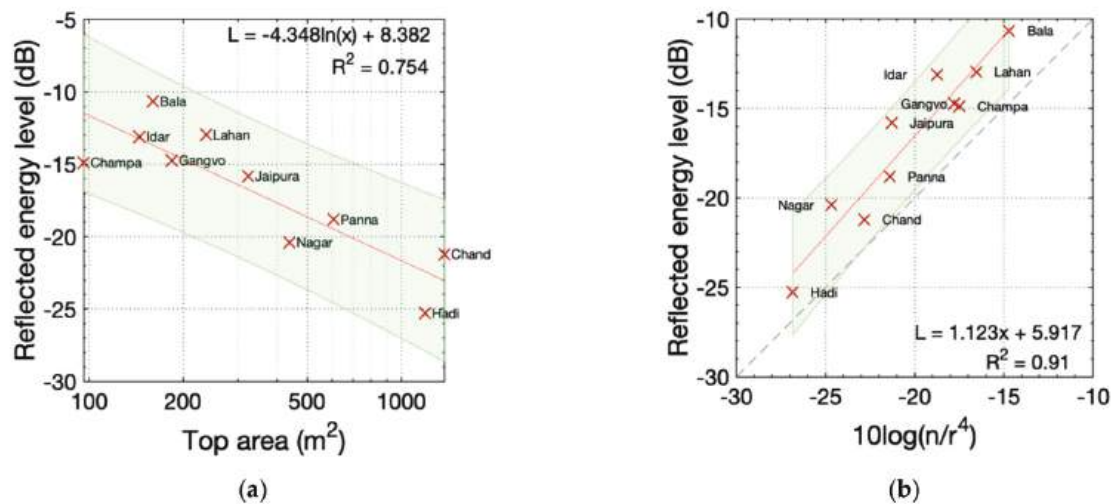 -5
-10
-15
-20
-25
-30
Reflected energy level (dB)
L = -4.348ln(x) + 8.382
R² = 0.754
Bala
Idar
Lahan
Champa
Gangvo
Jaipura
Panna
Nagar
Chand
Hadi
100 200 500 1000
Top area (m²)
(a)
-10
-15
-20
-25
-30
Reflected energy level (dB)
Bala
Idar
Lahan
Gangvo
Champa
Jaipura
Panna
Nagar
Chand
Hadi
L = 1.123x + 5.917
R² = 0.91
-30 -25 -20 -15 -10
10log(n/r⁴)
(b)